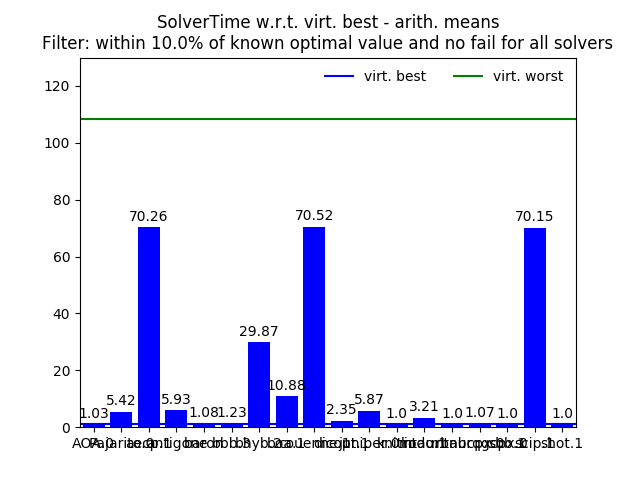 SolverTime w.r.t. virt. best - arith. means
Filter: within 10.0% of known optimal value and no fail for all solvers
virt. best virt. worst
120
100
80
60
40
20
0
1.03 5.42 70.26 5.93 1.08 1.23 29.87 10.88 70.52 2.35 5.87 1.0 3.21 1.0 1.07 1.0 70.15 1.0